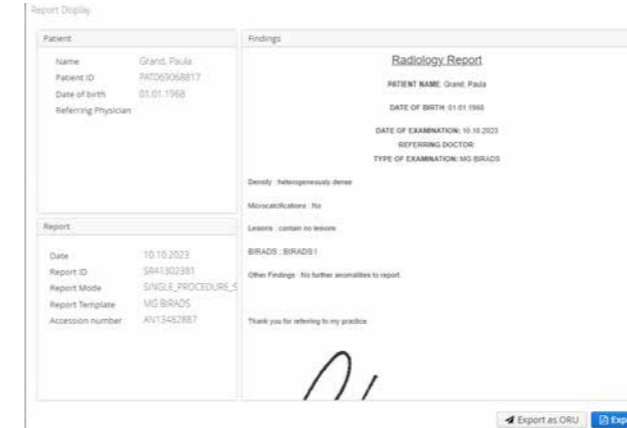 Report Display
Patient
Name Grand, Paula
Patient ID PAT069068817
Date of birth 01.01.1968
Referring Physician
Report
Date 10.10.2023
Report ID SR41302381
Report Mode SINGLE_PROCEDURE_S
Report Template MG BIRADS
Accession number AN13482887
Findings
Radiology Report
PATIENT NAME: Grand, Paula
DATE OF BIRTH: 01.01.1968
DATE OF EXAMINATION: 10.10.2023
REFERRING DOCTOR:
TYPE OF EXAMINATION: MG BIRADS
Density : heterogeneously dense
Microcalcifications : No
Lesions : contain no lesions
BIRADS : BIRADS I
Other Findings : No further anomalities to report.
Thank you for referring to my practice.
Export as ORU
Exp